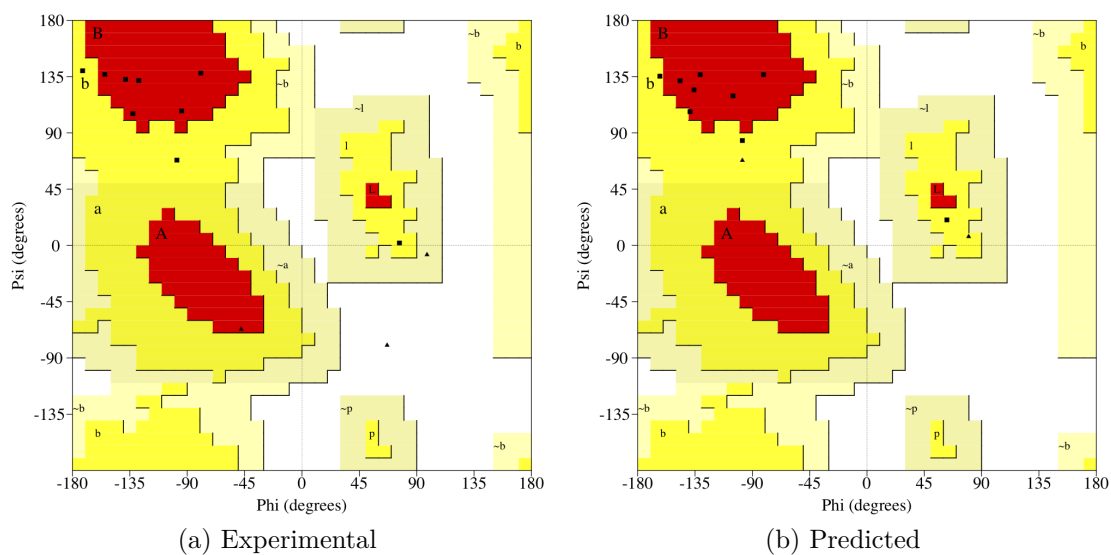 180
135
90
45
0
-45
-90
-135
-180 -135 -90 -45 0 45 90 135 180
Psi (degrees)
Phi (degrees)
B
b
~b
~b
b
~l
l
L
a
A
~a
~b
b
~p
p
~b
(a) Experimental
180
135
90
45
0
-45
-90
-135
-180 -135 -90 -45 0 45 90 135 180
Psi (degrees)
Phi (degrees)
B
b
~b
~b
b
~l
l
L
a
A
~a
~b
b
~p
p
~b
(b) Predicted